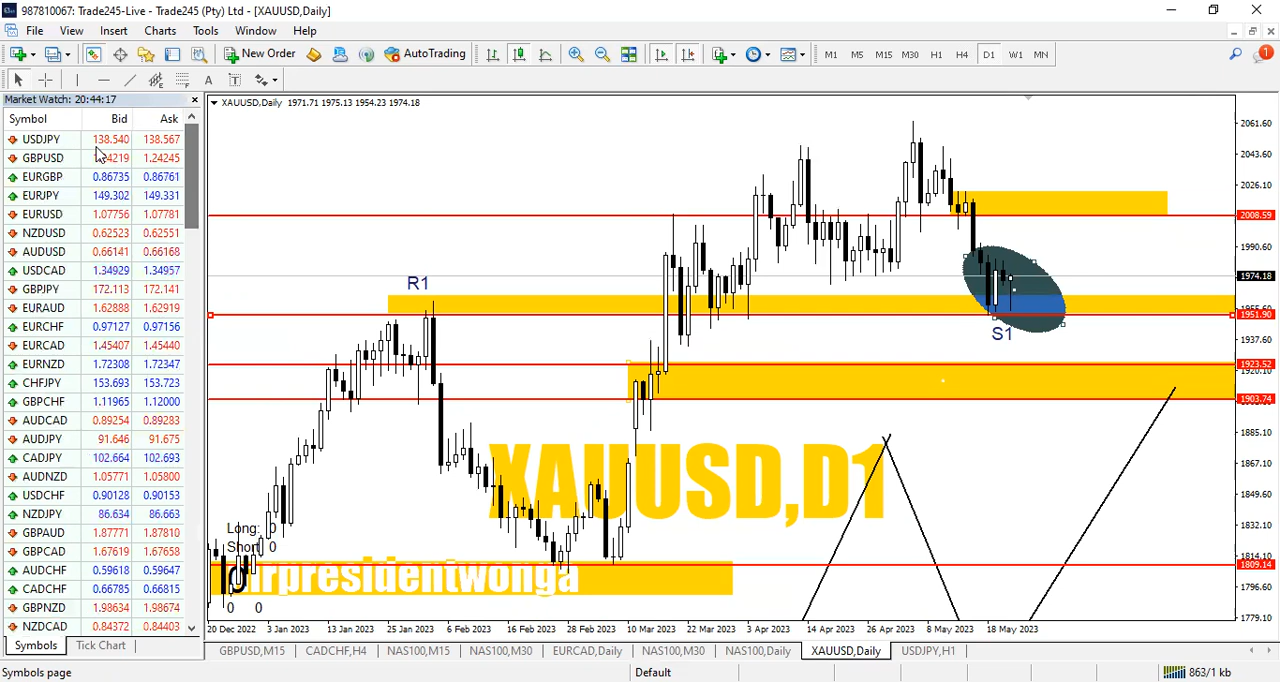 987810067: Trade245-Live - Trade245 (Pty) Ltd - [XAUUSD,Daily]
File View Insert Charts Tools Window Help
New Order AutoTrading M1 M5 M15 M30 H1 H4 D1 W1 MN 1
A T
Market Watch: 20:44:17
Symbol Bid Ask
USDJPY 138.540 138.567
GBPUSD 1.24245
EURGBP 0.86735 0.86761
EURJPY 149.302 149.331
EURUSD 1.07756 1.07781
NZDUSD 0.62523 0.62551
AUDUSD 0.66141 0.66168
USDCAD 1.34929 1.34957
GBPJPY 172.113 172.141
EURAUD 1.62888 1.62919
EURCHF 0.97127 0.97156
EURCAD 1.45407 1.45438
EURNZD 1.72308 1.72347
CHFJPY 153.693 153.723
GBPCHF 1.11965 1.12000
AUDCAD 0.89254 0.89283
AUDJPY 91.646 91.675
CADJPY 102.664 102.693
AUDNZD 1.05771 1.05800
USDCHF 0.90128 0.90153
NZDJPY 86.634 86.663
GBPAUD 1.87771 1.87810
GBPCAD 1.67619 1.67658
AUDCHF 0.59618 0.59647
CADCHF 0.66785 0.66815
GBPNZD 1.98634 1.98674
NZDCAD 0.84372 0.84403
Symbols Tick Chart
XAUUSD,Daily 1971.71 1975.13 1954.23 1974.18
R1
S1
XAUUSD,D1
Long: 0
Short: 0
0 0
2061.60
2043.60
2026.10
2008.59
1990.60
1974.18
1951.90
1937.60
1923.52
1903.74
1885.10
1867.10
1849.60
1832.10
1814.10
1809.14
1796.60
1779.10
20 Dec 2022 3 Jan 2023 13 Jan 2023 25 Jan 2023 6 Feb 2023 16 Feb 2023 28 Feb 2023 10 Mar 2023 22 Mar 2023 3 Apr 2023 14 Apr 2023 26 Apr 2023 8 May 2023 18 May 2023
GBPUSD,M15 CADCHF,H4 NAS100,M15 NAS100,M30 EURCAD,Daily NAS100,M30 NAS100,Daily XAUUSD,Daily USDJPY,H1
Symbols page Default 863/1 kb